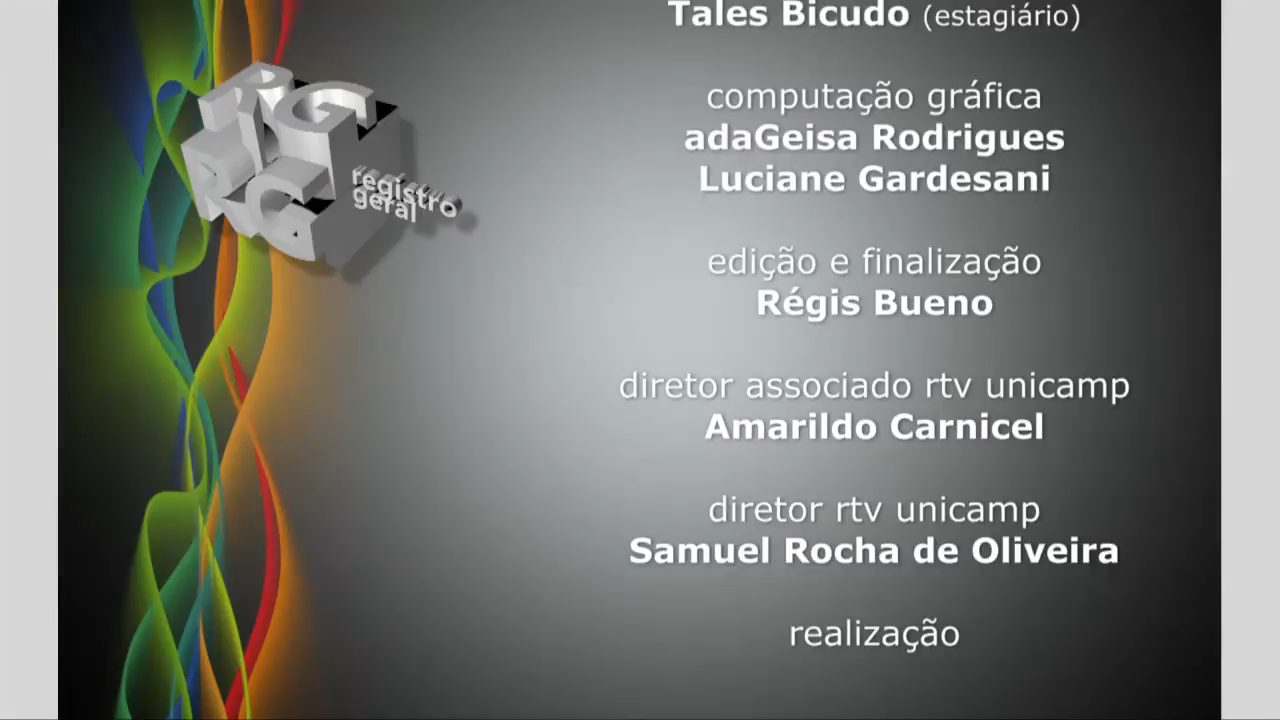 Tales Bicudo (estagiário)
computação gráfica
adaGeisa Rodrigues
Luciane Gardesani
edição e finalização
Régis Bueno
diretor associado rtv unicamp
Amarildo Carnicel
diretor rtv unicamp
Samuel Rocha de Oliveira
realização
RG
RG
registro
geral